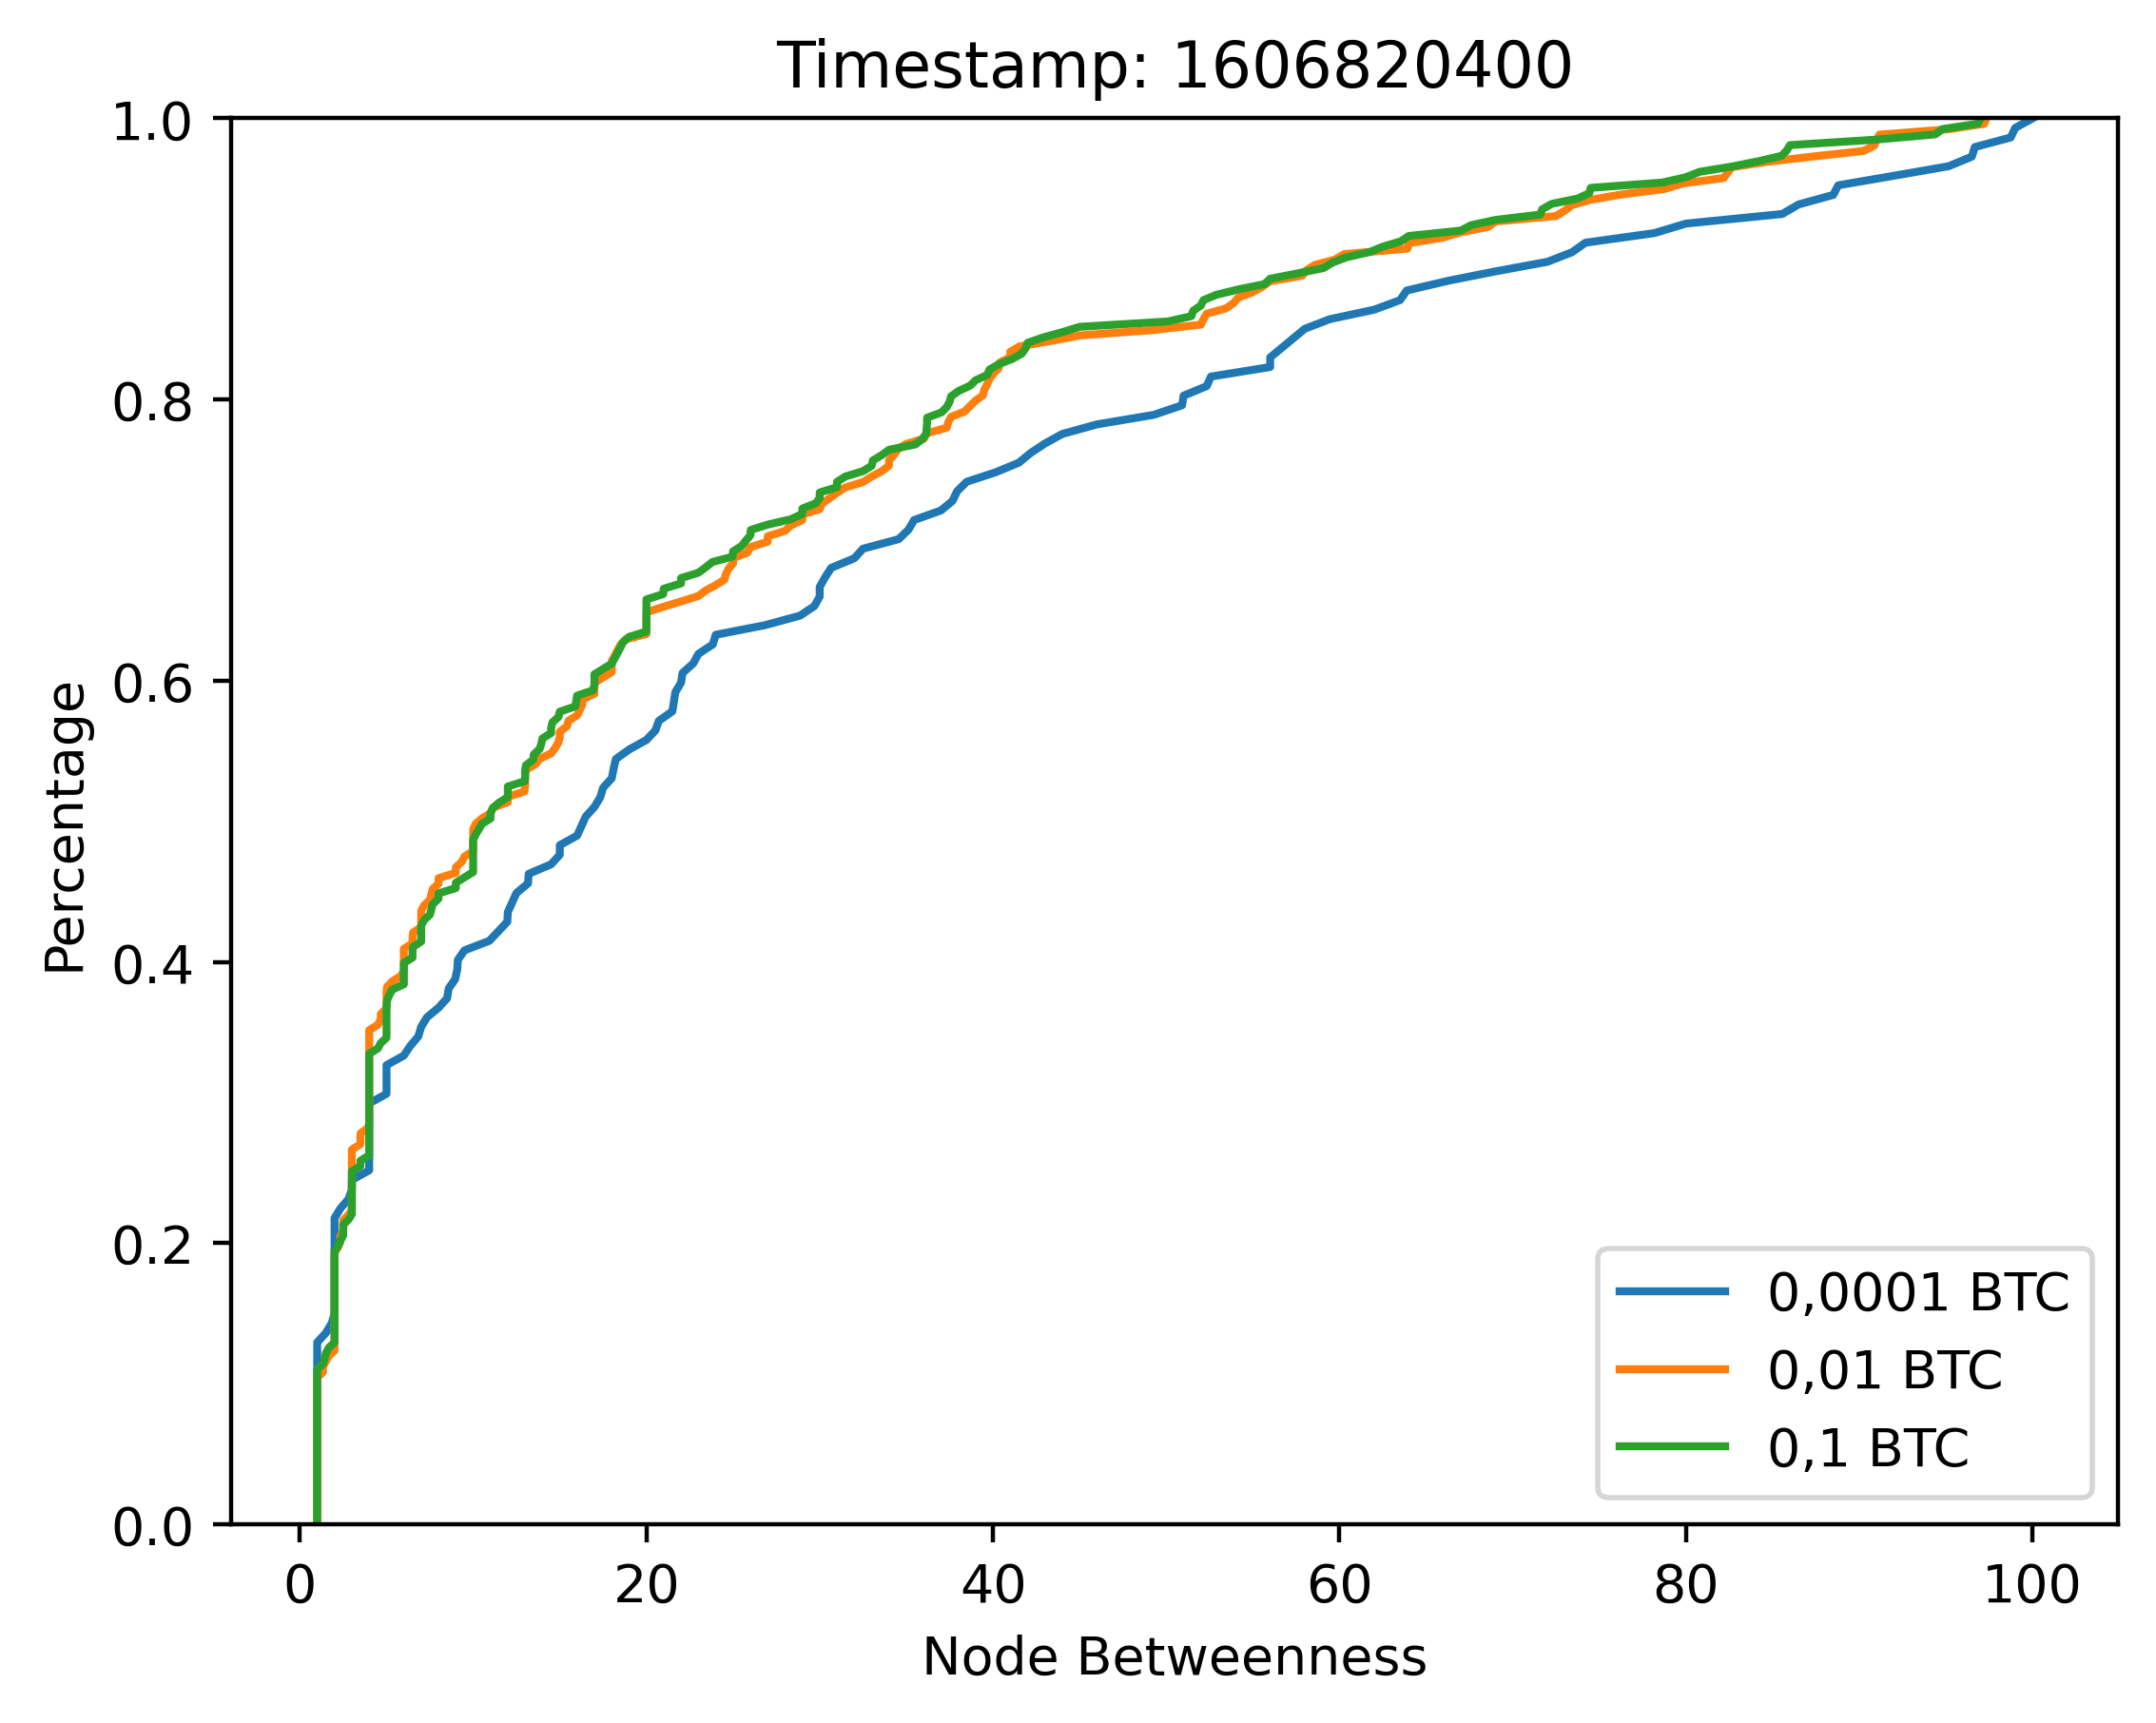 Timestamp: 1606820400
1.0
0.8
0.6
0.4
0.2
0.0
Percentage
0,0001 BTC
0,01 BTC
0,1 BTC
0 20 40 60 80 100
Node Betweenness